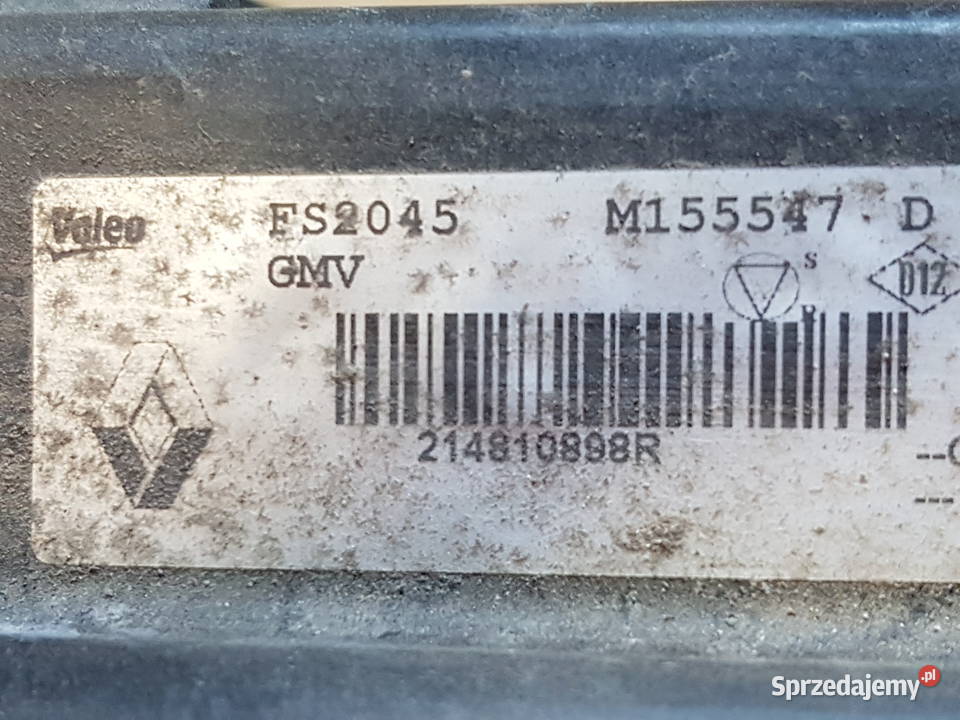 Valeo
FS2045 M155547 D
GMV
S
R
D12
214810898R
--C
---
Sprzedajemy.pl